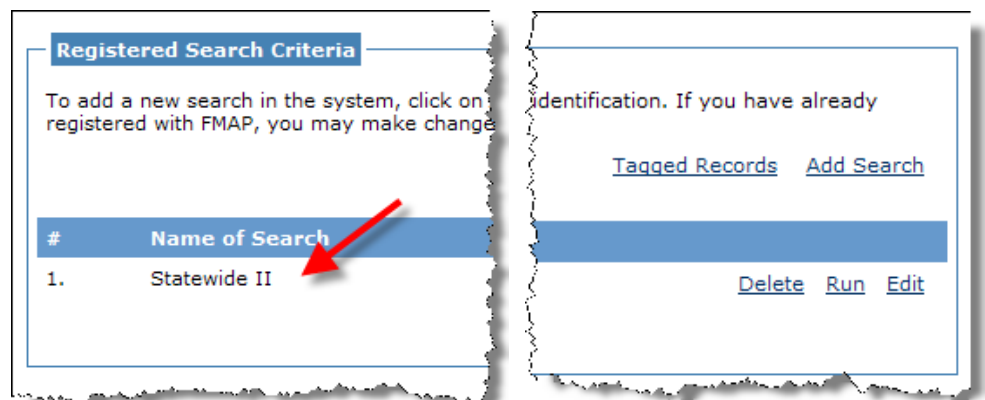 Registered Search Criteria
To add a new search in the system, click on identification. If you have already
registered with FMAP, you may make change
Tagged Records Add Search
# Name of Search
1. Statewide II Delete Run Edit